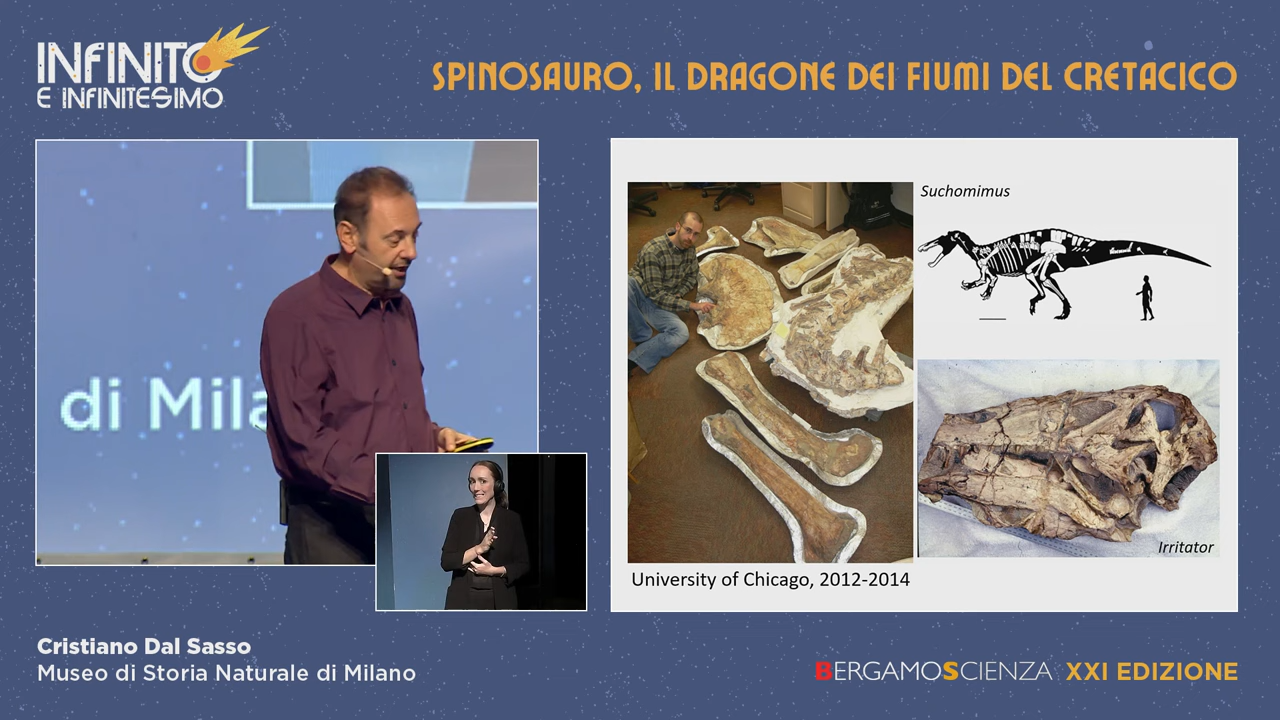 INFINITO
E INFINITESIMO
SPINOSAURO, IL DRAGONE DEI FIUMI DEL CRETACICO
di Mila
Suchomimus
Irritator
University of Chicago, 2012-2014
Cristiano Dal Sasso
Museo di Storia Naturale di Milano
BERGAMOSCIENZA XXI EDIZIONE